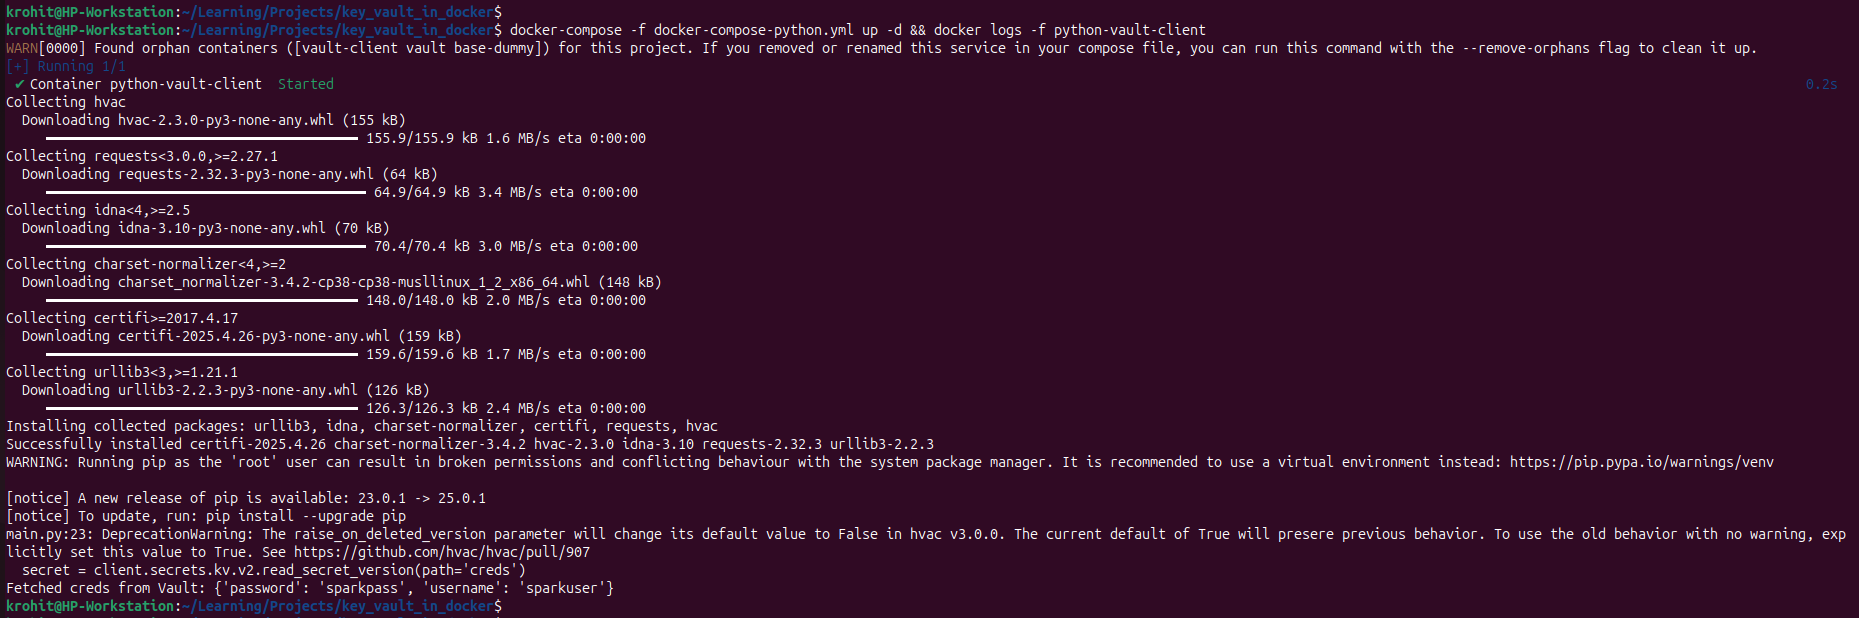 krohit@HP-Workstation:~/Learning/Projects/key_vault_in_docker$
krohit@HP-Workstation:~/Learning/Projects/key_vault_in_docker$ docker-compose -f docker-compose-python.yml up -d && docker logs -f python-vault-client
WARN[0000] Found orphan containers ([vault-client vault base-dummy]) for this project. If you removed or renamed this service in your compose file, you can run this command with the --remove-orphans flag to clean it up.
[+] Running 1/1
✔ Container python-vault-client  Started 0.2s
Collecting hvac
  Downloading hvac-2.3.0-py3-none-any.whl (155 kB)
155.9/155.9 kB 1.6 MB/s eta 0:00:00
Collecting requests<3.0.0,>=2.27.1
  Downloading requests-2.32.3-py3-none-any.whl (64 kB)
64.9/64.9 kB 3.4 MB/s eta 0:00:00
Collecting idna<4,>=2.5
  Downloading idna-3.10-py3-none-any.whl (70 kB)
70.4/70.4 kB 3.0 MB/s eta 0:00:00
Collecting charset-normalizer<4,>=2
  Downloading charset_normalizer-3.4.2-cp38-cp38-musllinux_1_2_x86_64.whl (148 kB)
148.0/148.0 kB 2.0 MB/s eta 0:00:00
Collecting certifi>=2017.4.17
  Downloading certifi-2025.4.26-py3-none-any.whl (159 kB)
159.6/159.6 kB 1.7 MB/s eta 0:00:00
Collecting urllib3<3,>=1.21.1
  Downloading urllib3-2.2.3-py3-none-any.whl (126 kB)
126.3/126.3 kB 2.4 MB/s eta 0:00:00
Installing collected packages: urllib3, idna, charset-normalizer, certifi, requests, hvac
Successfully installed certifi-2025.4.26 charset-normalizer-3.4.2 hvac-2.3.0 idna-3.10 requests-2.32.3 urllib3-2.2.3
WARNING: Running pip as the 'root' user can result in broken permissions and conflicting behaviour with the system package manager. It is recommended to use a virtual environment instead: https://pip.pypa.io/warnings/venv
[notice] A new release of pip is available: 23.0.1 -> 25.0.1
[notice] To update, run: pip install --upgrade pip
main.py:23: DeprecationWarning: The raise_on_deleted_version parameter will change its default value to False in hvac v3.0.0. The current default of True will presere previous behavior. To use the old behavior with no warning, exp
licitly set this value to True. See https://github.com/hvac/hvac/pull/907
  secret = client.secrets.kv.v2.read_secret_version(path='creds')
Fetched creds from Vault: {'password': 'sparkpass', 'username': 'sparkuser'}
krohit@HP-Workstation:~/Learning/Projects/key_vault_in_docker$